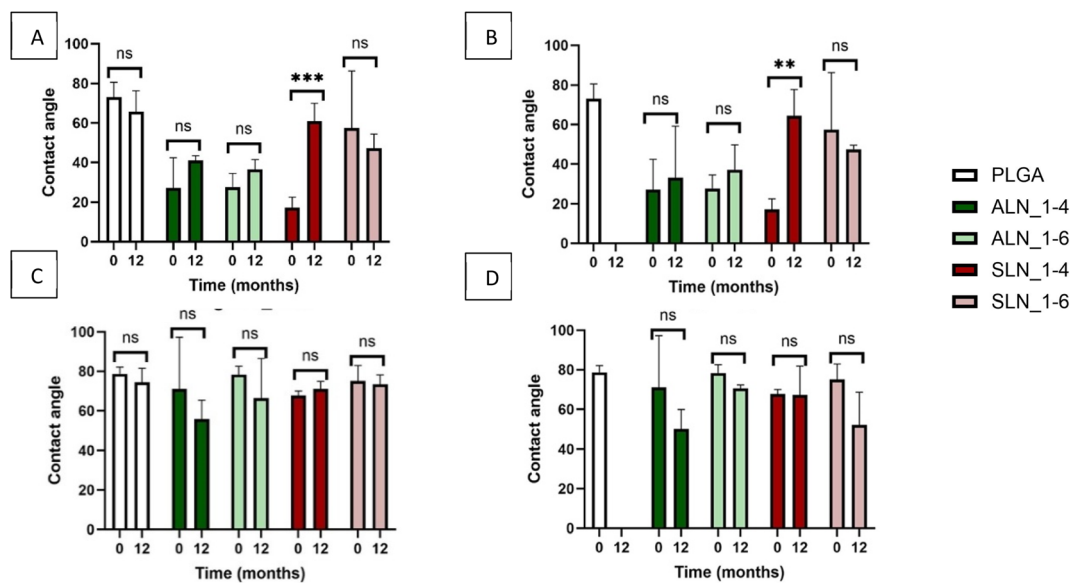 A
100
80
60
40
20
0
Contact angle
ns
ns
ns
***
ns
0 12 0 12 0 12 0 12 0 12
Time (months)
B
100
80
60
40
20
0
Contact angle
ns
ns
**
ns
0 12 0 12 0 12 0 12 0 12
Time (months)
PLGA
ALN_1-4
ALN_1-6
SLN_1-4
SLN_1-6
C
100
80
60
40
20
0
Contact angle
ns
ns
ns
ns
ns
0 12 0 12 0 12 0 12 0 12
Time (months)
D
100
80
60
40
20
0
Contact angle
ns
ns
ns
ns
0 12 0 12 0 12 0 12 0 12
Time (months)